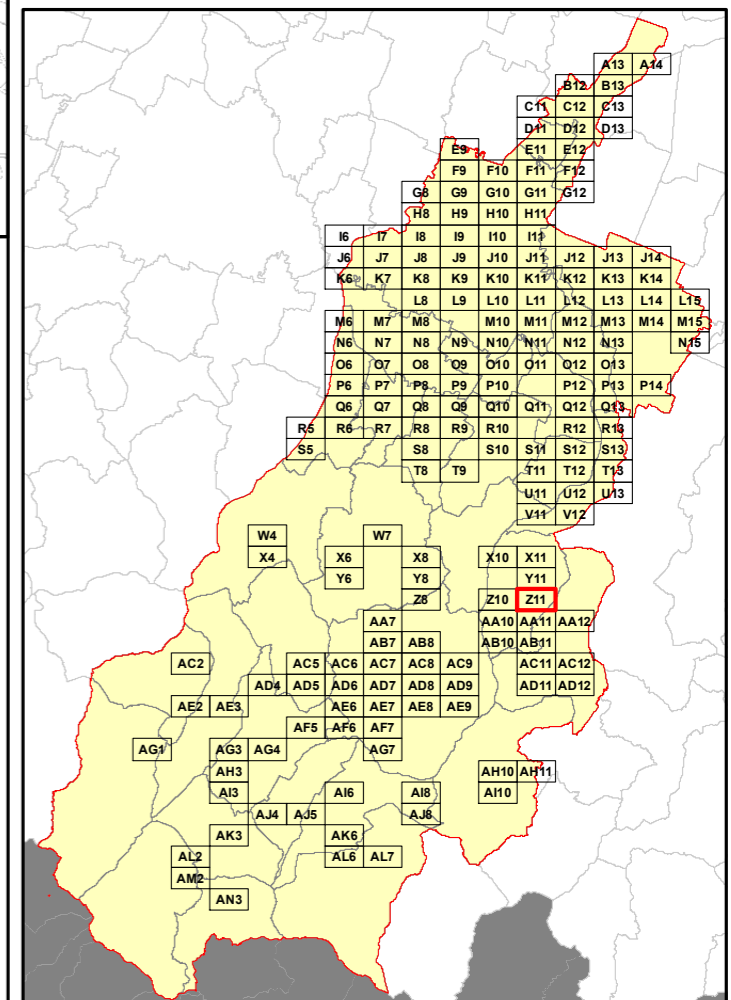 A13 A14
B12 B13
C11 C12 C13
D11 D12 D13
E9 E11 E12
F9 F10 F11 F12
G8 G9 G10 G11 G12
H8 H9 H10 H11
I6 I7 I8 I9 I10 I11
J6 J7 J8 J9 J10 J11 J12 J13 J14
K6 K7 K8 K9 K10 K11 K12 K13 K14
L8 L9 L10 L11 L12 L13 L14 L15
M6 M7 M8 M10 M11 M12 M13 M14 M15
N6 N7 N8 N9 N10 N11 N12 N13 N15
O6 O7 O8 O9 O10 O11 O12 O13
P6 P7 P8 P9 P10 P12 P13 P14
Q6 Q7 Q8 Q9 Q10 Q11 Q12 Q13
R5 R6 R7 R8 R9 R10 R12 R13
S5 S8 S10 S11 S12 S13
T8 T9 T11 T12 T13
U11 U12 U13
V11 V12
W4 W7
X4 X6 X8 X10 X11
Y6 Y8 Y11
Z8 Z10 Z11
AA7 AA10 AA11 AA12
AB7 AB8 AB10 AB11
AC2 AC5 AC6 AC7 AC8 AC9 AC11 AC12
AD4 AD5 AD6 AD7 AD8 AD9 AD11 AD12
AE2 AE3 AE6 AE7 AE8 AE9
AF5 AF6 AF7
AG1 AG3 AG4 AG7
AH3 AH10 AH11
AI3 AI6 AI8 AI10
AJ4 AJ5 AJ8
AK3 AK6
AL2 AL6 AL7
AM2
AN3